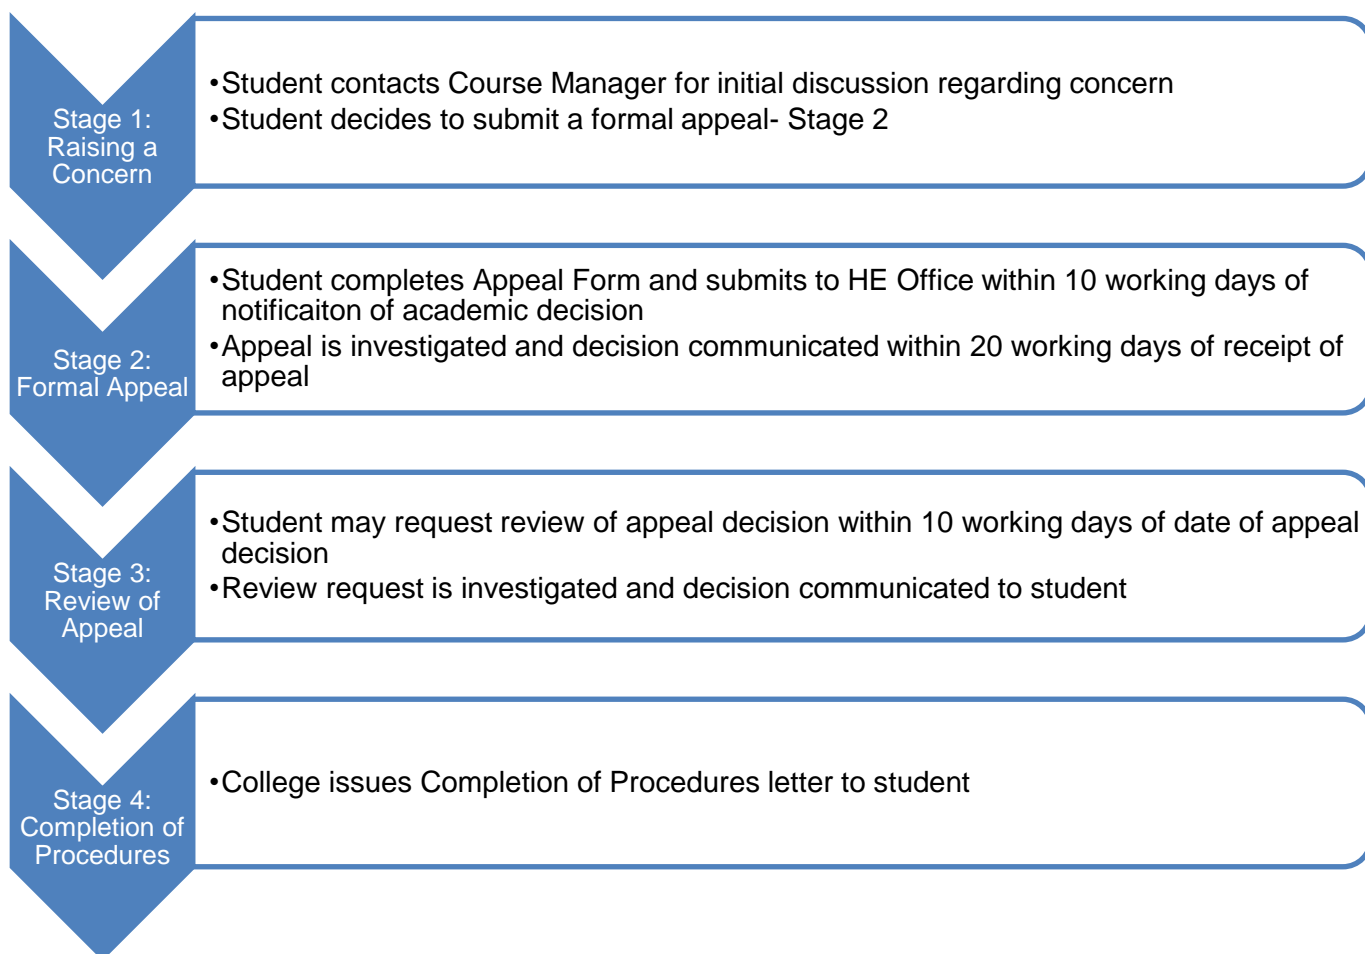 Stage 1:
Raising a
Concern
•Student contacts Course Manager for initial discussion regarding concern
•Student decides to submit a formal appeal- Stage 2
Stage 2:
Formal Appeal
•Student completes Appeal Form and submits to HE Office within 10 working days of
notificaiton of academic decision
•Appeal is investigated and decision communicated within 20 working days of receipt of
appeal
Stage 3:
Review of
Appeal
•Student may request review of appeal decision within 10 working days of date of appeal
decision
•Review request is investigated and decision communicated to student
Stage 4:
Completion of
Procedures
•College issues Completion of Procedures letter to student